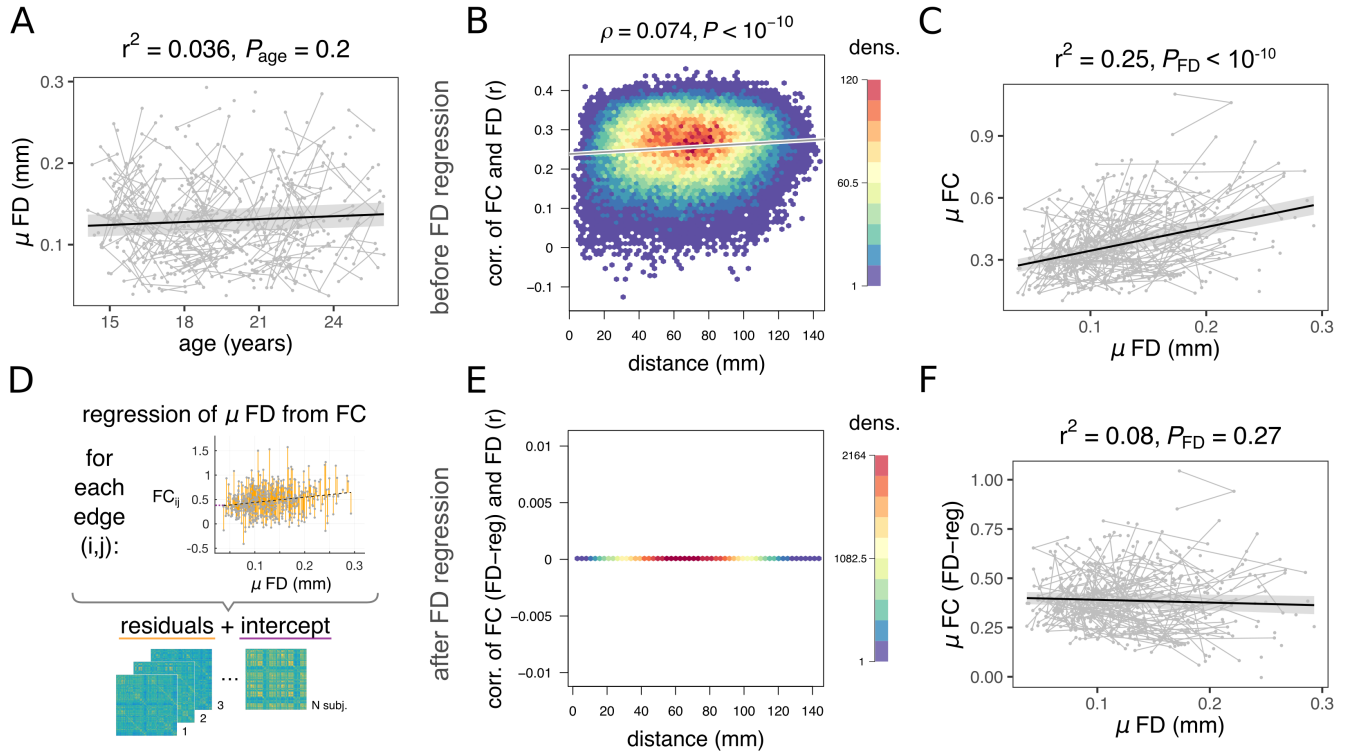 A
r² = 0.036, Page = 0.2
0.3
0.2
0.1
μ FD (mm)
15 18 21 24
age (years)
before FD regression
B
ρ = 0.074, P < 10⁻¹⁰
dens.
120
60.5
1
0.4
0.3
0.2
0.1
0
−0.1
corr. of FC and FD (r)
0 20 40 60 80 100 120 140
distance (mm)
C
r² = 0.25, PFD < 10⁻¹⁰
0.9
0.6
0.3
μ FC
0.1 0.2 0.3
μ FD (mm)
D
regression of μ FD from FC
for
each
edge
(i,j):
FCij
1.5
1
0.5
0
-0.5
0.1 0.2 0.3
μ FD (mm)
residuals + intercept
...
1
2
3
N subj.
after FD regression
E
dens.
2164
1082.5
1
0.01
0.005
0
−0.005
−0.01
corr. of FC (FD−reg) and FD (r)
0 20 40 60 80 100 120 140
distance (mm)
F
r² = 0.08, PFD = 0.27
1.00
0.75
0.50
0.25
0.00
μ FC (FD−reg)
0.1 0.2 0.3
μ FD (mm)